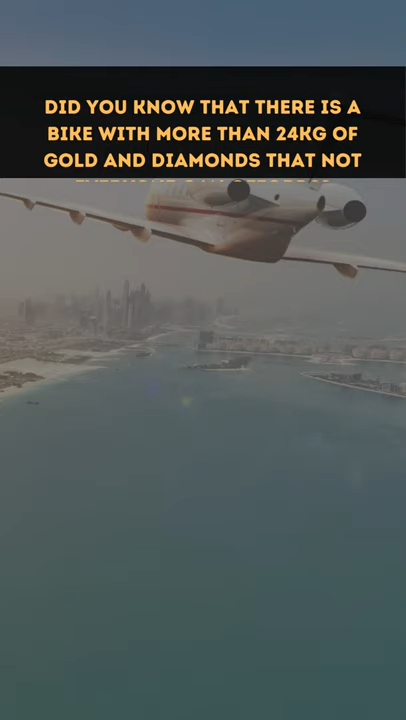 DID YOU KNOW THAT THERE IS A
BIKE WITH MORE THAN 24KG OF
GOLD AND DIAMONDS THAT NOT